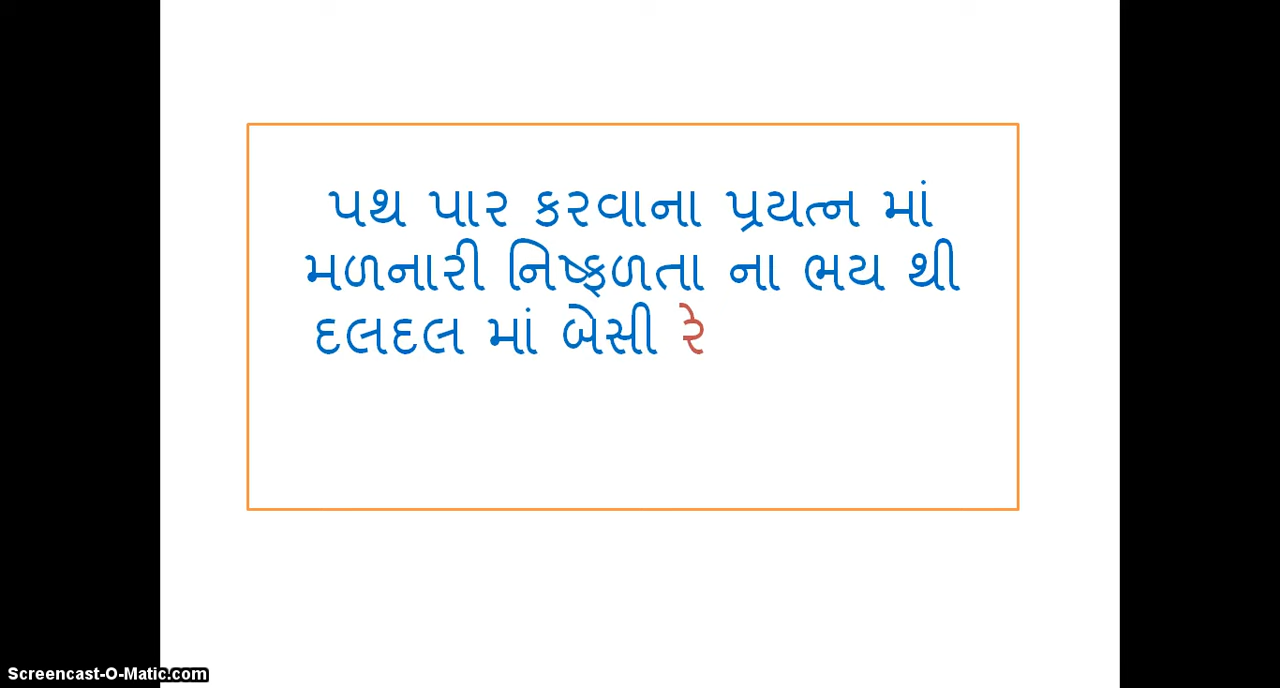 પથ પાર કરવાના પ્રયત્ન માં
મળનારી નિષ્ફળતા ના ભય થી
દલદલ માં બેસી રે
Screencast-O-Matic.com